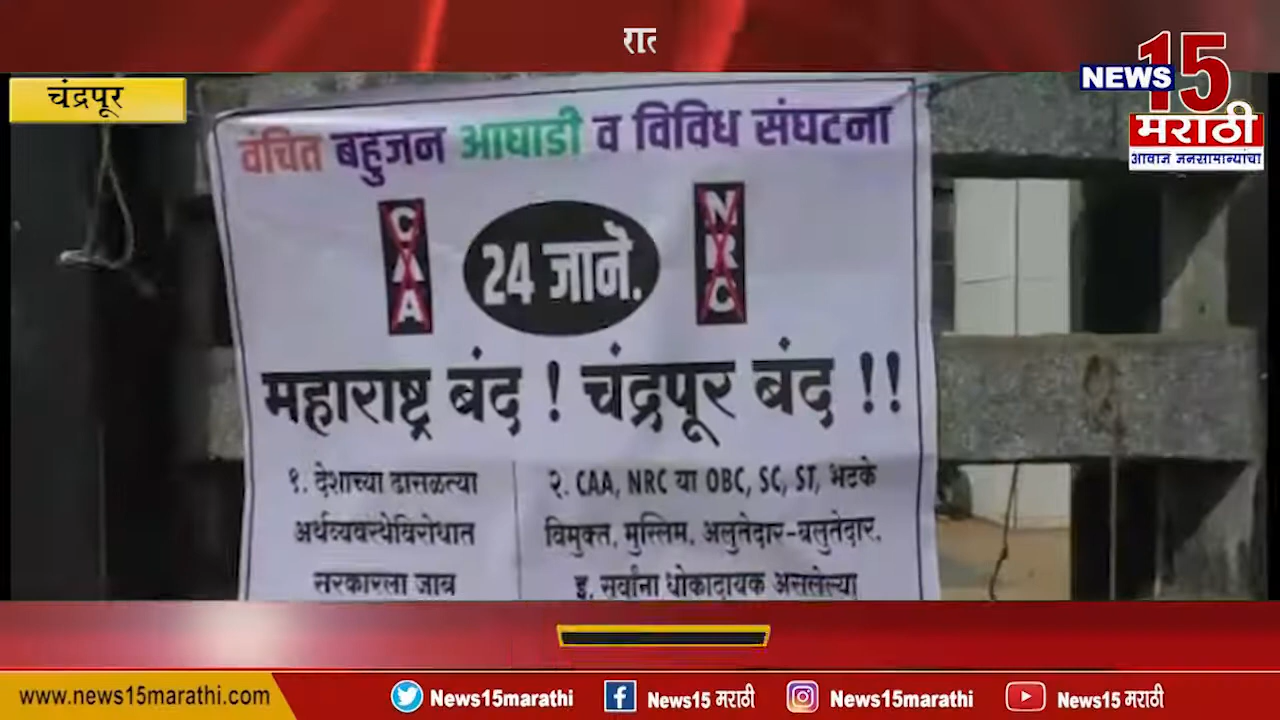 रात
NEWS 15
मराठी
आवाज जनसामान्यांचा
चंद्रपूर
वंचित बहुजन आघाडी व विविध संघटना
CAA
24 जाने.
NRC
महाराष्ट्र बंद ! चंद्रपूर बंद !!
१. देशाच्या ढासळत्या
अर्थव्यवस्थेविरोधात
सरकारला जाब
२. CAA, NRC या OBC, SC, ST, भटके
विमुक्त, मुस्लिम, अलुतेदार-बलुतेदार,
इ. सर्वांना धोकादायक असलेल्या
www.news15marathi.com
News15marathi
News15 मराठी
News15marathi
News15 मराठी